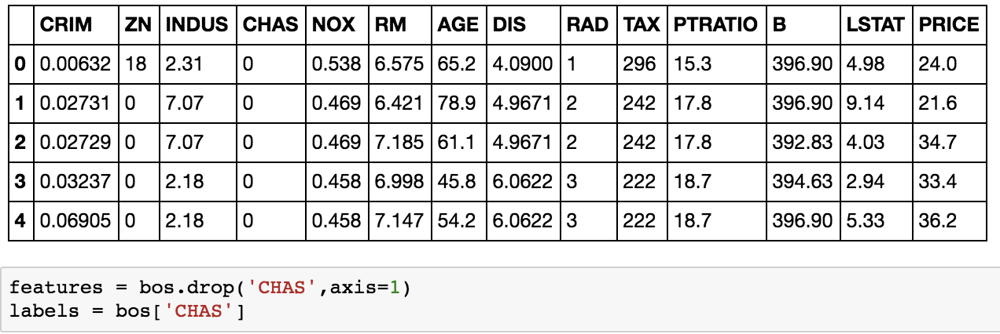 CRIM ZN INDUS CHAS NOX RM AGE DIS RAD TAX PTRATIO B LSTAT PRICE
0 0.00632 18 2.31 0 0.538 6.575 65.2 4.0900 1 296 15.3 396.90 4.98 24.0
1 0.02731 0 7.07 0 0.469 6.421 78.9 4.9671 2 242 17.8 396.90 9.14 21.6
2 0.02729 0 7.07 0 0.469 7.185 61.1 4.9671 2 242 17.8 392.83 4.03 34.7
3 0.03237 0 2.18 0 0.458 6.998 45.8 6.0622 3 222 18.7 394.63 2.94 33.4
4 0.06905 0 2.18 0 0.458 7.147 54.2 6.0622 3 222 18.7 396.90 5.33 36.2
features = bos.drop('CHAS',axis=1)
labels = bos['CHAS']